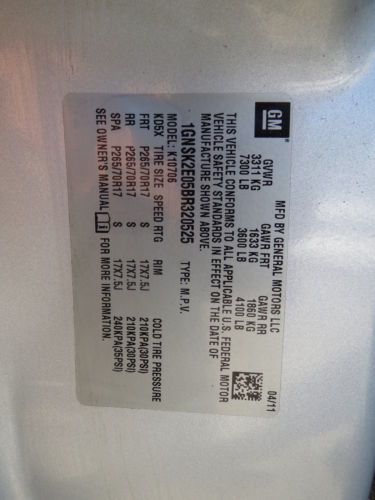 GM
MFD BY GENERAL MOTORS LLC
04/11
GVWR GAWR FRT GAWR RR
3311 KG 1633 KG 1860 KG
7300 LB 3600 LB 4100 LB
THIS VEHICLE CONFORMS TO ALL APPLICABLE U.S. FEDERAL MOTOR
VEHICLE SAFETY STANDARDS IN EFFECT ON THE DATE OF
MANUFACTURE SHOWN ABOVE.
1GNSK2E05BR320525 TYPE: M.P.V.
MODEL: K10706
KD5X TIRE SIZE SPEED RTG RIM COLD TIRE PRESSURE
FRT P265/70R17 S 17X7.5J 210KPA(30PSI)
RR P265/70R17 S 17X7.5J 210KPA(30PSI)
SPA P265/70R17 S 17X7.5J 240KPA(35PSI)
SEE OWNER'S MANUAL FOR MORE INFORMATION.